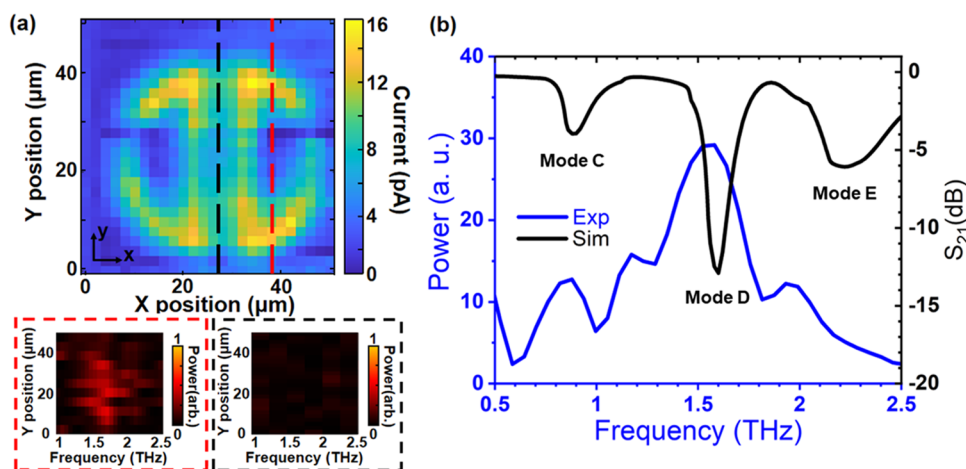 (a)
Y position (µm)
40
30
20
10
0
y
x
0
20
40
X position (µm)
16
12
8
4
0
Current (pA)
Y position (µm)
40
20
0
1
1.5
2
2.5
Frequency (THz)
1
0
Power(arb.)
Y position (µm)
40
20
0
1
1.5
2
2.5
Frequency (THz)
1
0
Power(arb.)
(b)
Power (a. u.)
40
30
20
10
0
0.5
1
1.5
2
2.5
Frequency (THz)
Mode C
Mode D
Mode E
Exp
Sim
0
-5
-10
-15
-20
S21(dB)